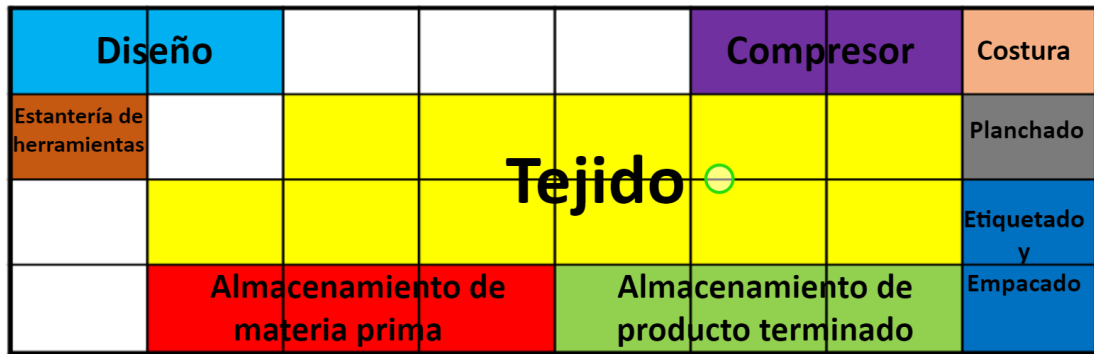 Diseño
Compresor
Costura
Estantería de
herramientas
Planchado
Tejido
Etiquetado
y
Empacado
Almacenamiento de
materia prima
Almacenamiento de
producto terminado